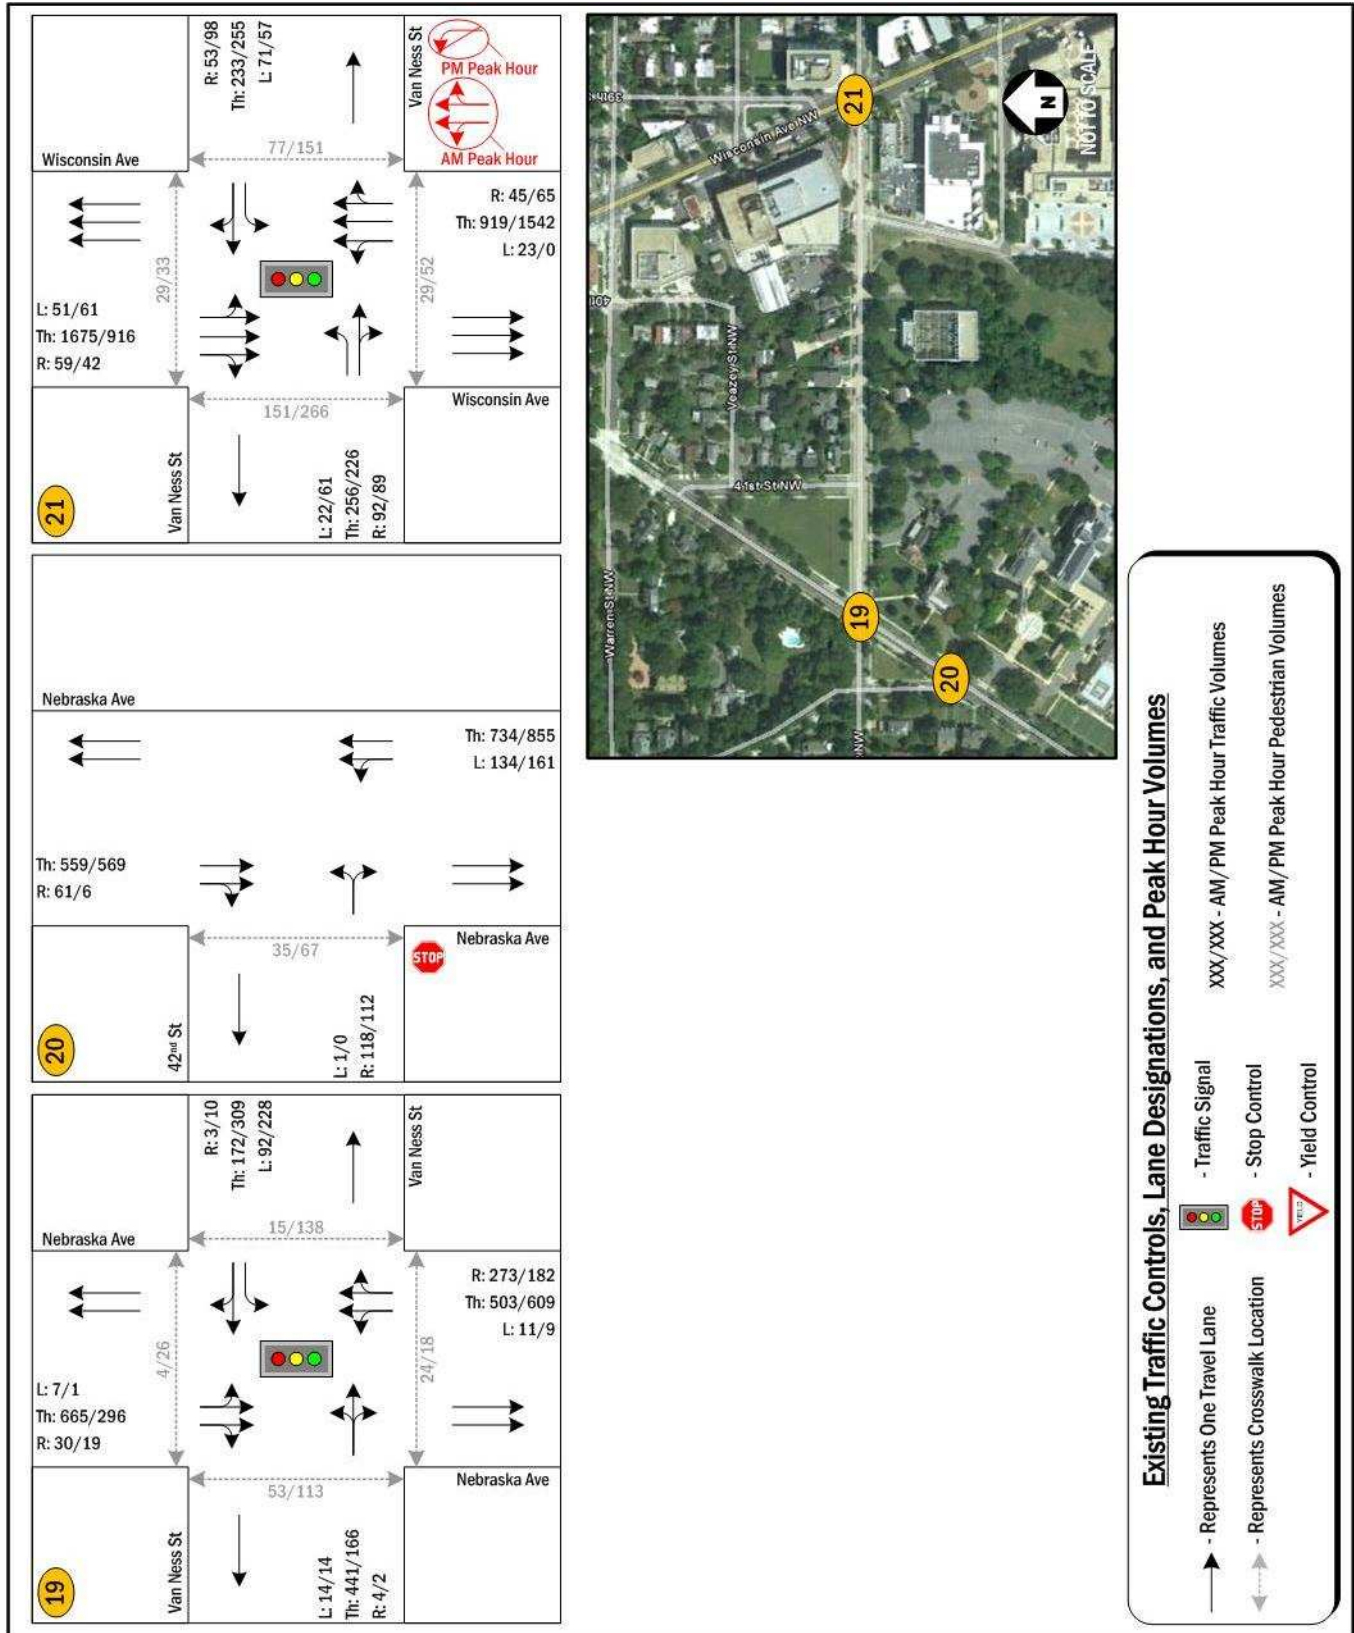 21
Wisconsin Ave
R: 53/98
Th: 233/255
L: 71/57
77/151
Van Ness St
PM Peak Hour
AM Peak Hour
29/33
L: 51/61
Th: 1675/916
R: 59/42
R: 45/65
Th: 919/1542
L: 23/0
29/52
151/266
Wisconsin Ave
Van Ness St
L: 22/61
Th: 256/226
R: 92/89
20
Nebraska Ave
Th: 734/855
L: 134/161
Th: 559/569
R: 61/6
35/67
STOP
Nebraska Ave
42nd St
L: 1/0
R: 118/112
19
Nebraska Ave
R: 3/10
Th: 172/309
L: 92/228
15/138
Van Ness St
4/26
L: 7/1
Th: 665/296
R: 30/19
R: 273/182
Th: 503/609
L: 11/9
24/18
53/113
Nebraska Ave
Van Ness St
L: 14/14
Th: 441/166
R: 4/2
39th S
Wisconsin Ave NW
21
N
NOT TO SCALE
40th
Veazey St NW
41st St NW
Warren St NW
19
20
NW
Existing Traffic Controls, Lane Designations, and Peak Hour Volumes
- Represents One Travel Lane
- Represents Crosswalk Location
- Traffic Signal
STOP
- Stop Control
YIELD
- Yield Control
XXX/XXX - AM/PM Peak Hour Traffic Volumes
XXX/XXX - AM/PM Peak Hour Pedestrian Volumes